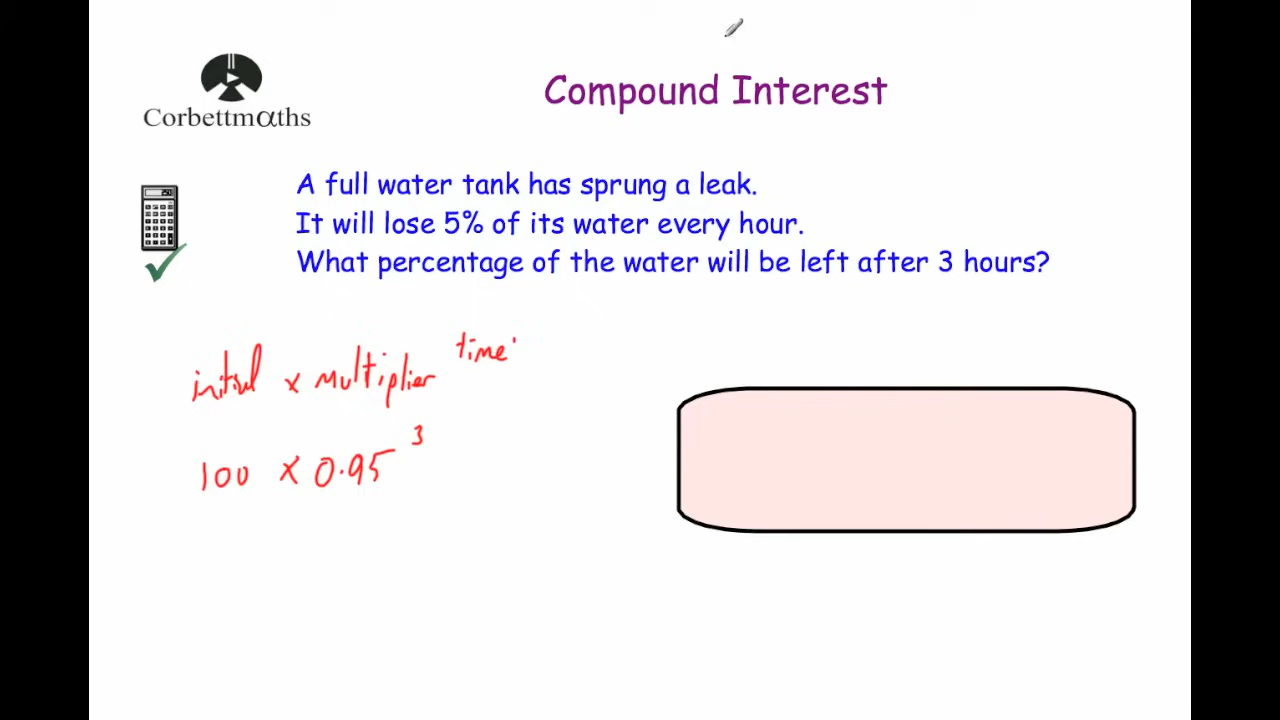 Compound Interest
Corbettmαths
A full water tank has sprung a leak.
It will lose 5% of its water every hour.
What percentage of the water will be left after 3 hours?
initial × multiplier time
100 × 0.95 3